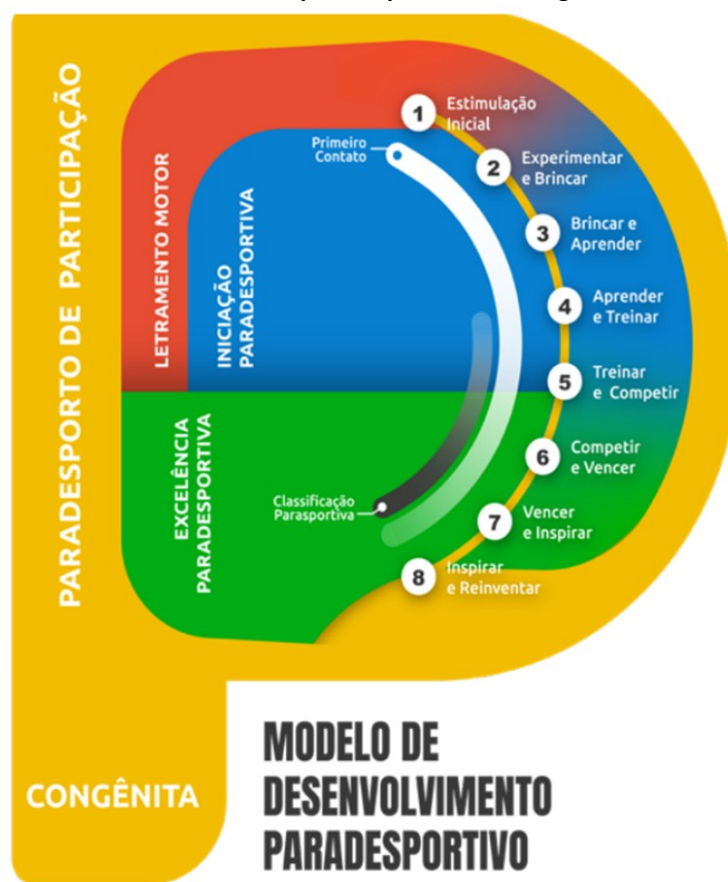 PARADESPORTO DE PARTICIPAÇÃO
LETRAMENTO MOTOR
INICIAÇÃO
PARADESPORTIVA
EXCELÊNCIA
PARADESPORTIVA
Primeiro
Contato
Classificação
Parasportiva
1
Estimulação
Inicial
2
Experimentar
e Brincar
3
Brincar e
Aprender
4
Aprender
e Treinar
5
Treinar
e Competir
6
Competir
e Vencer
7
Vencer
e Inspirar
8
Inspirar
e Reinventar
CONGÊNITA
MODELO DE
DESENVOLVIMENTO
PARADESPORTIVO